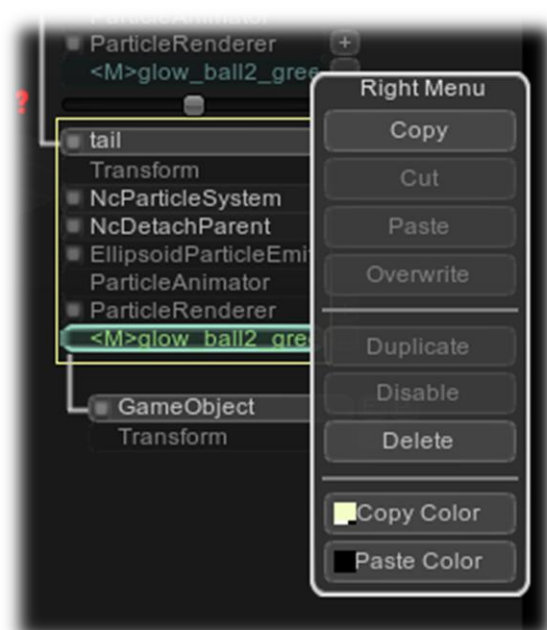 ParticleAnimator
ParticleRenderer
+
<M>glow_ball2_gree
?
tail
Transform
NcParticleSystem
NcDetachParent
EllipsoidParticleEmi
ParticleAnimator
ParticleRenderer
<M>glow_ball2_gree
GameObject
Transform
Right Menu
Copy
Cut
Paste
Overwrite
Duplicate
Disable
Delete
Copy Color
Paste Color